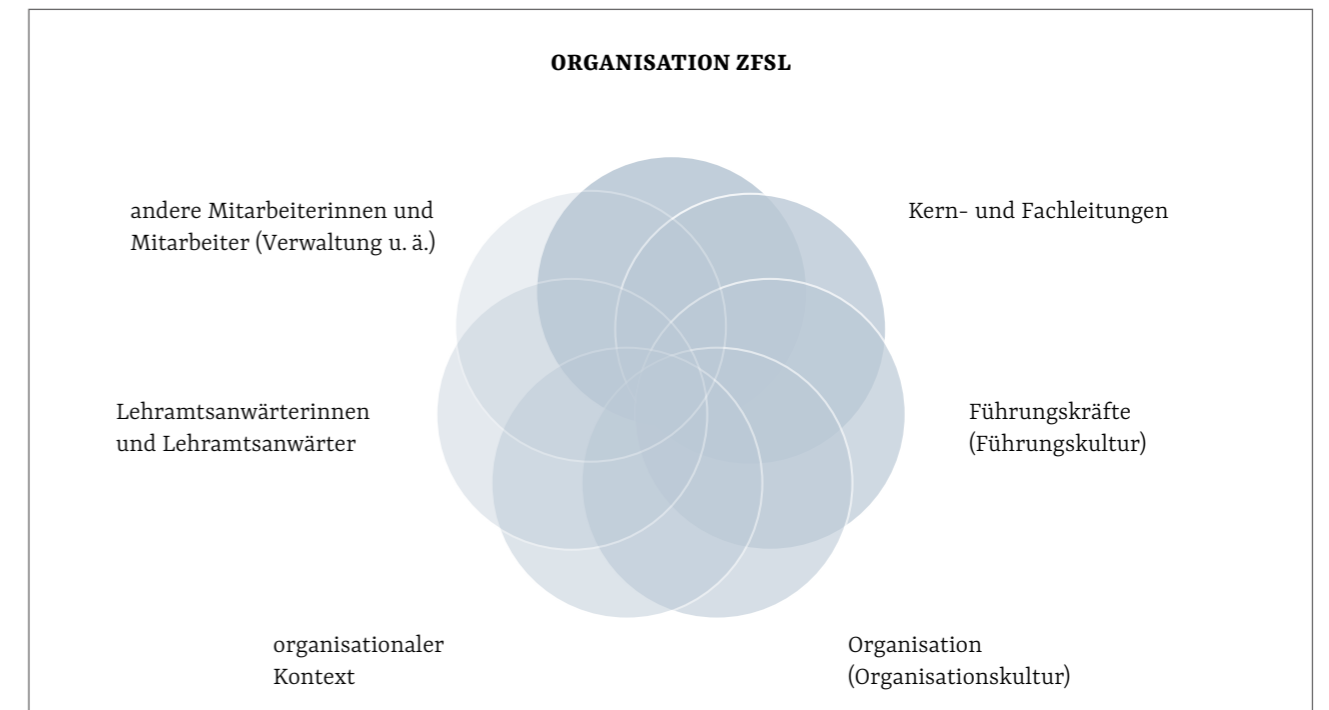 ORGANISATION ZFSL
andere Mitarbeiterinnen und
Mitarbeiter (Verwaltung u. ä.)
Kern- und Fachleitungen
Lehramtsanwärterinnen
und Lehramtsanwärter
Führungskräfte
(Führungskultur)
organisationaler
Kontext
Organisation
(Organisationskultur)